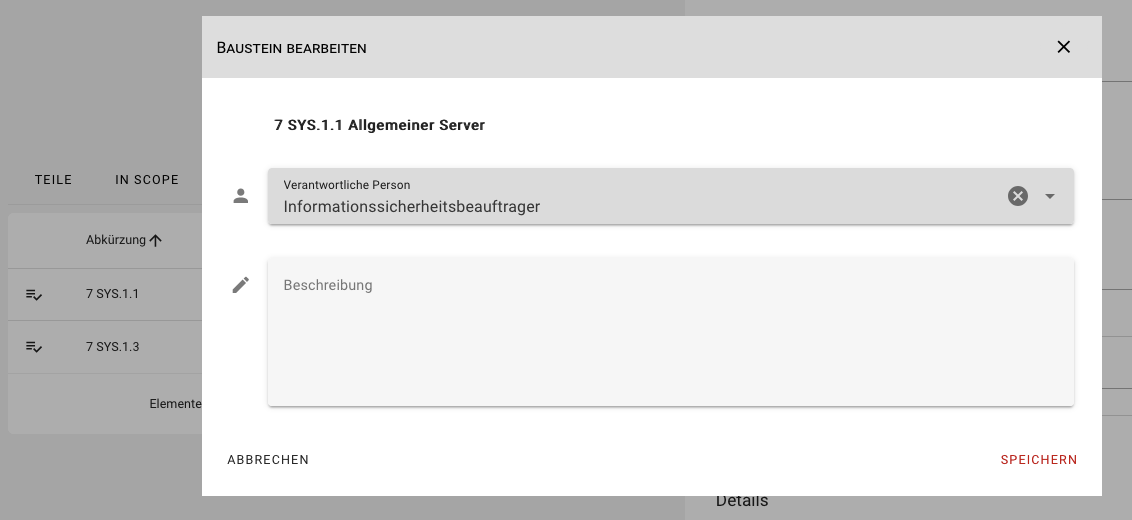 BAUSTEIN BEARBEITEN
7 SYS.1.1 Allgemeiner Server
TEILE IN SCOPE
Verantwortliche Person
Informationssicherheitsbeauftrager
Abkürzung
Beschreibung
7 SYS.1.1
7 SYS.1.3
Elemente
ABBRECHEN SPEICHERN
Details